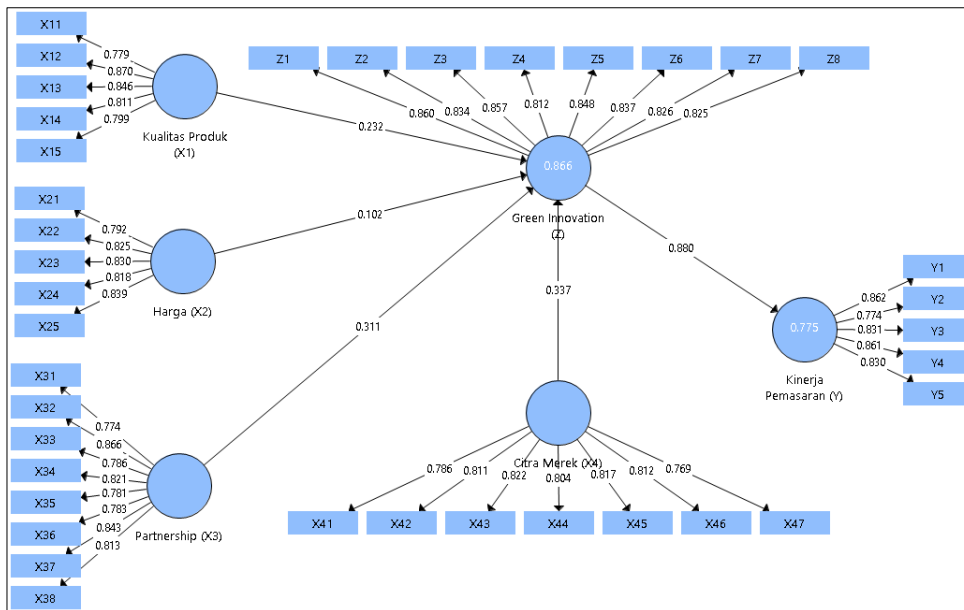 X11
X12
X13
X14
X15
0.779
0.870
0.846
0.811
0.799
Kualitas Produk
(X1)
Z1
Z2
Z3
Z4
Z5
Z6
Z7
Z8
0.860
0.834
0.857
0.812
0.848
0.837
0.826
0.825
0.232
0.866
Green Innovation
(Z)
X21
X22
X23
X24
X25
0.792
0.825
0.830
0.818
0.839
Harga (X2)
0.102
0.880
0.337
0.311
Y1
Y2
Y3
Y4
Y5
0.862
0.774
0.831
0.861
0.830
0.775
Kinerja
Pemasaran (Y)
X31
X32
X33
X34
X35
X36
X37
X38
0.774
0.866
0.786
0.821
0.781
0.783
0.843
0.813
Partnership (X3)
Citra Merek (X4)
0.786
0.811
0.822
0.804
0.817
0.812
0.769
X41
X42
X43
X44
X45
X46
X47